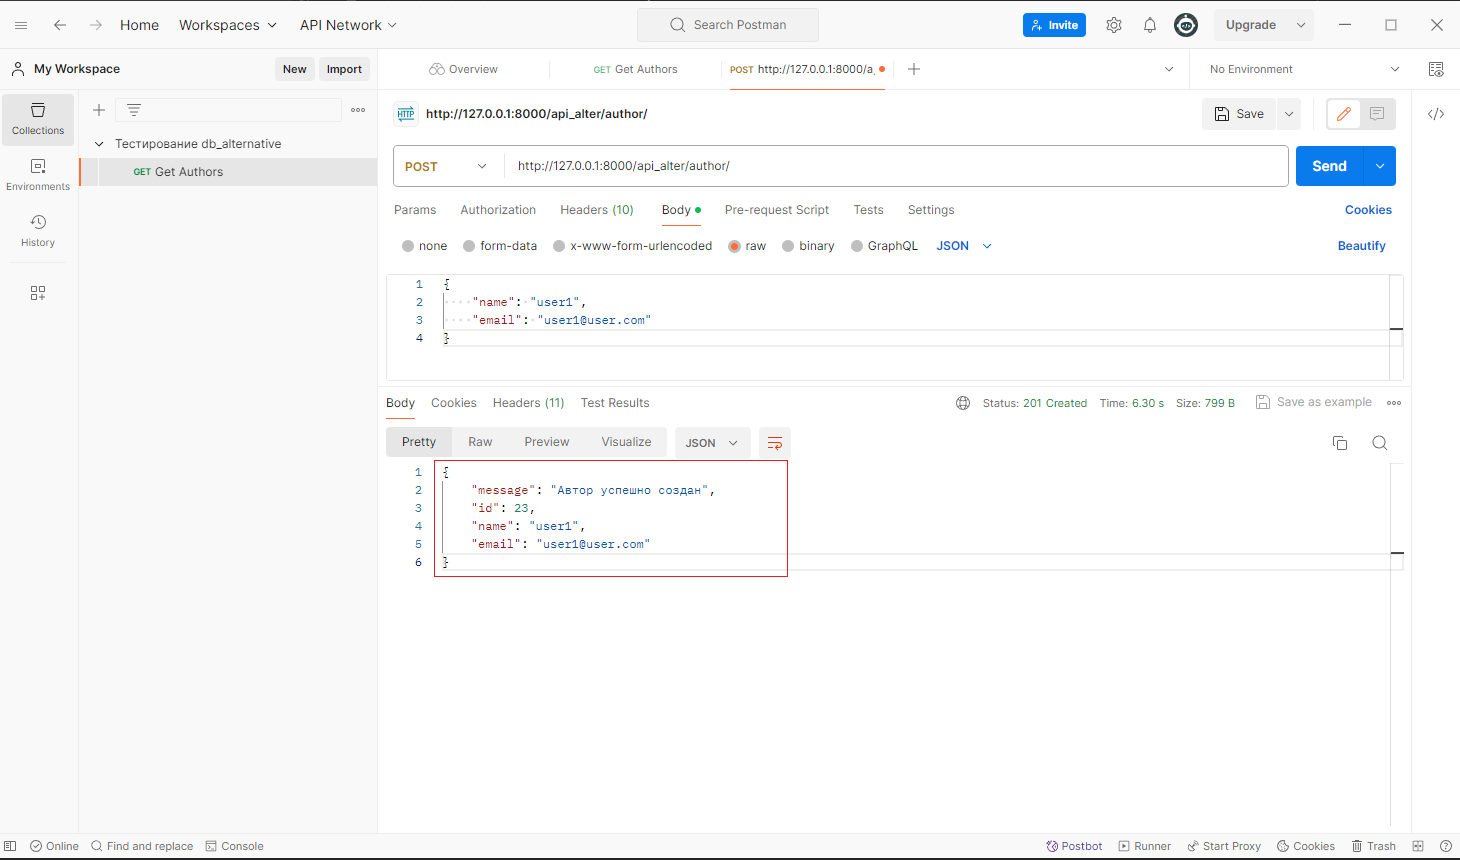 Home Workspaces API Network Search Postman Invite Upgrade
My Workspace New Import Overview GET Get Authors POST http://127.0.0.1:8000/a No Environment
Collections
Environments
History
Тестирование db_alternative
GET Get Authors
HTTP http://127.0.0.1:8000/api_alter/author/ Save
POST http://127.0.0.1:8000/api_alter/author/ Send
Params Authorization Headers (10) Body Pre-request Script Tests Settings Cookies
none form-data x-www-form-urlencoded raw binary GraphQL JSON Beautify
1 {
2 "name": "user1",
3 "email": "user1@user.com"
4 }
Body Cookies Headers (11) Test Results Status: 201 Created Time: 6.30 s Size: 799 B Save as example
Pretty Raw Preview Visualize JSON
1 {
2 "message": "Автор успешно создан",
3 "id": 23,
4 "name": "user1",
5 "email": "user1@user.com"
6 }
Online Find and replace Console Postbot Runner Start Proxy Cookies Trash